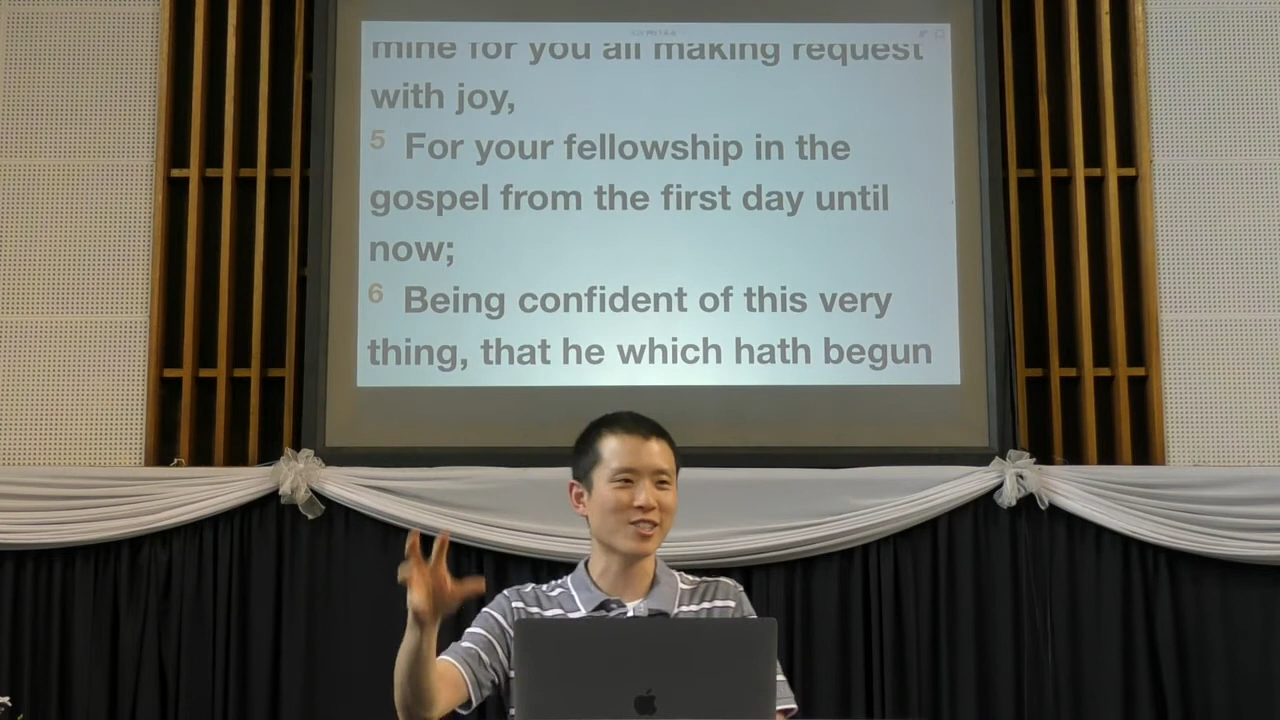 mine for you all making request
with joy,
5 For your fellowship in the
gospel from the first day until
now;
6 Being confident of this very
thing, that he which hath begun